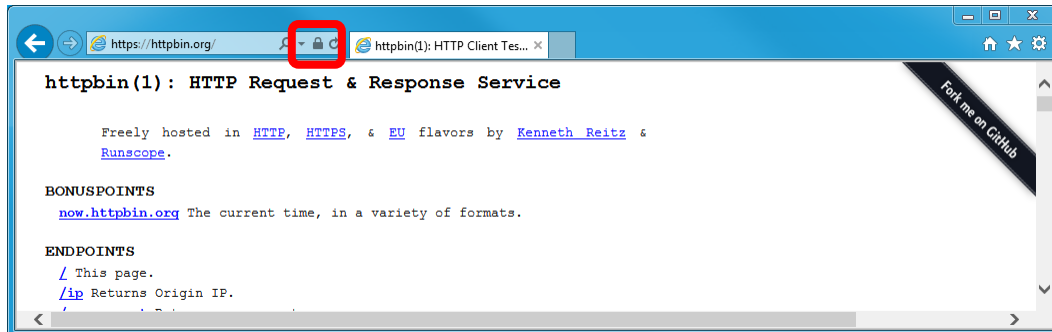 https://httpbin.org/
httpbin(1): HTTP Client Tes...
httpbin(1): HTTP Request & Response Service
Fork me on GitHub
Freely hosted in HTTP, HTTPS, & EU flavors by Kenneth Reitz &
Runscope.
BONUSPOINTS
now.httpbin.org The current time, in a variety of formats.
ENDPOINTS
/ This page.
/ip Returns Origin IP.